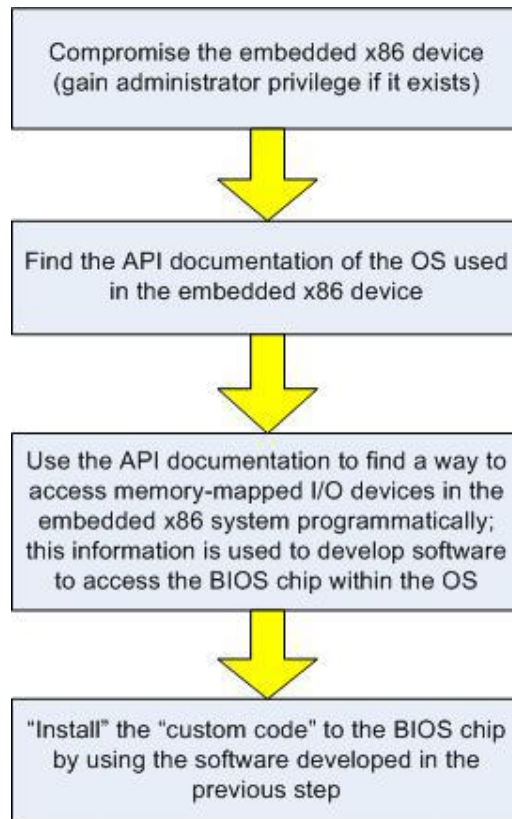 Compromise the embedded x86 device
(gain administrator privilege if it exists)
Find the API documentation of the OS used
in the embedded x86 device
Use the API documentation to find a way to
access memory-mapped I/O devices in the
embedded x86 system programmatically;
this information is used to develop software
to access the BIOS chip within the OS
“Install” the “custom code” to the BIOS chip
by using the software developed in the
previous step